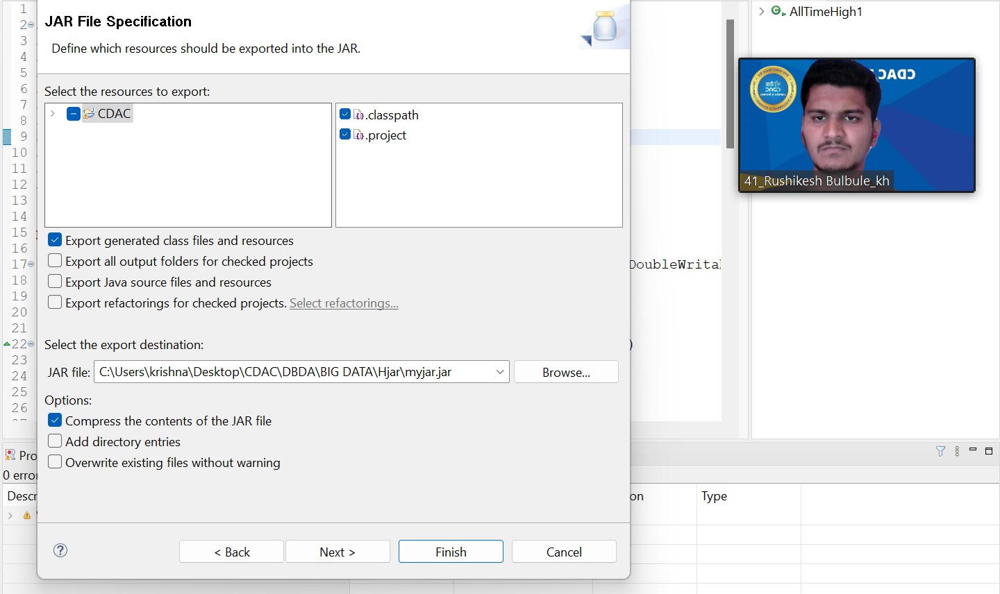 1
2
3
4
5
6
7
8
9
10
11
12
13
14
15
16
17
18
19
20
21
22
23
24
25
26
JAR File Specification
Define which resources should be exported into the JAR.
Select the resources to export:
CDAC
.classpath
.project
Export generated class files and resources
Export all output folders for checked projects
Export Java source files and resources
Export refactorings for checked projects. Select refactorings...
Select the export destination:
JAR file: C:\Users\krishna\Desktop\CDAC\DBDA\BIG DATA\Hjar\myjar.jar Browse...
Options:
Compress the contents of the JAR file
Add directory entries
Overwrite existing files without warning
< Back Next > Finish Cancel
DoubleWrita
)
AllTimeHigh1
CDAC
41_Rushikesh Bulbule_kh
Pro
0 error
Descr on Type